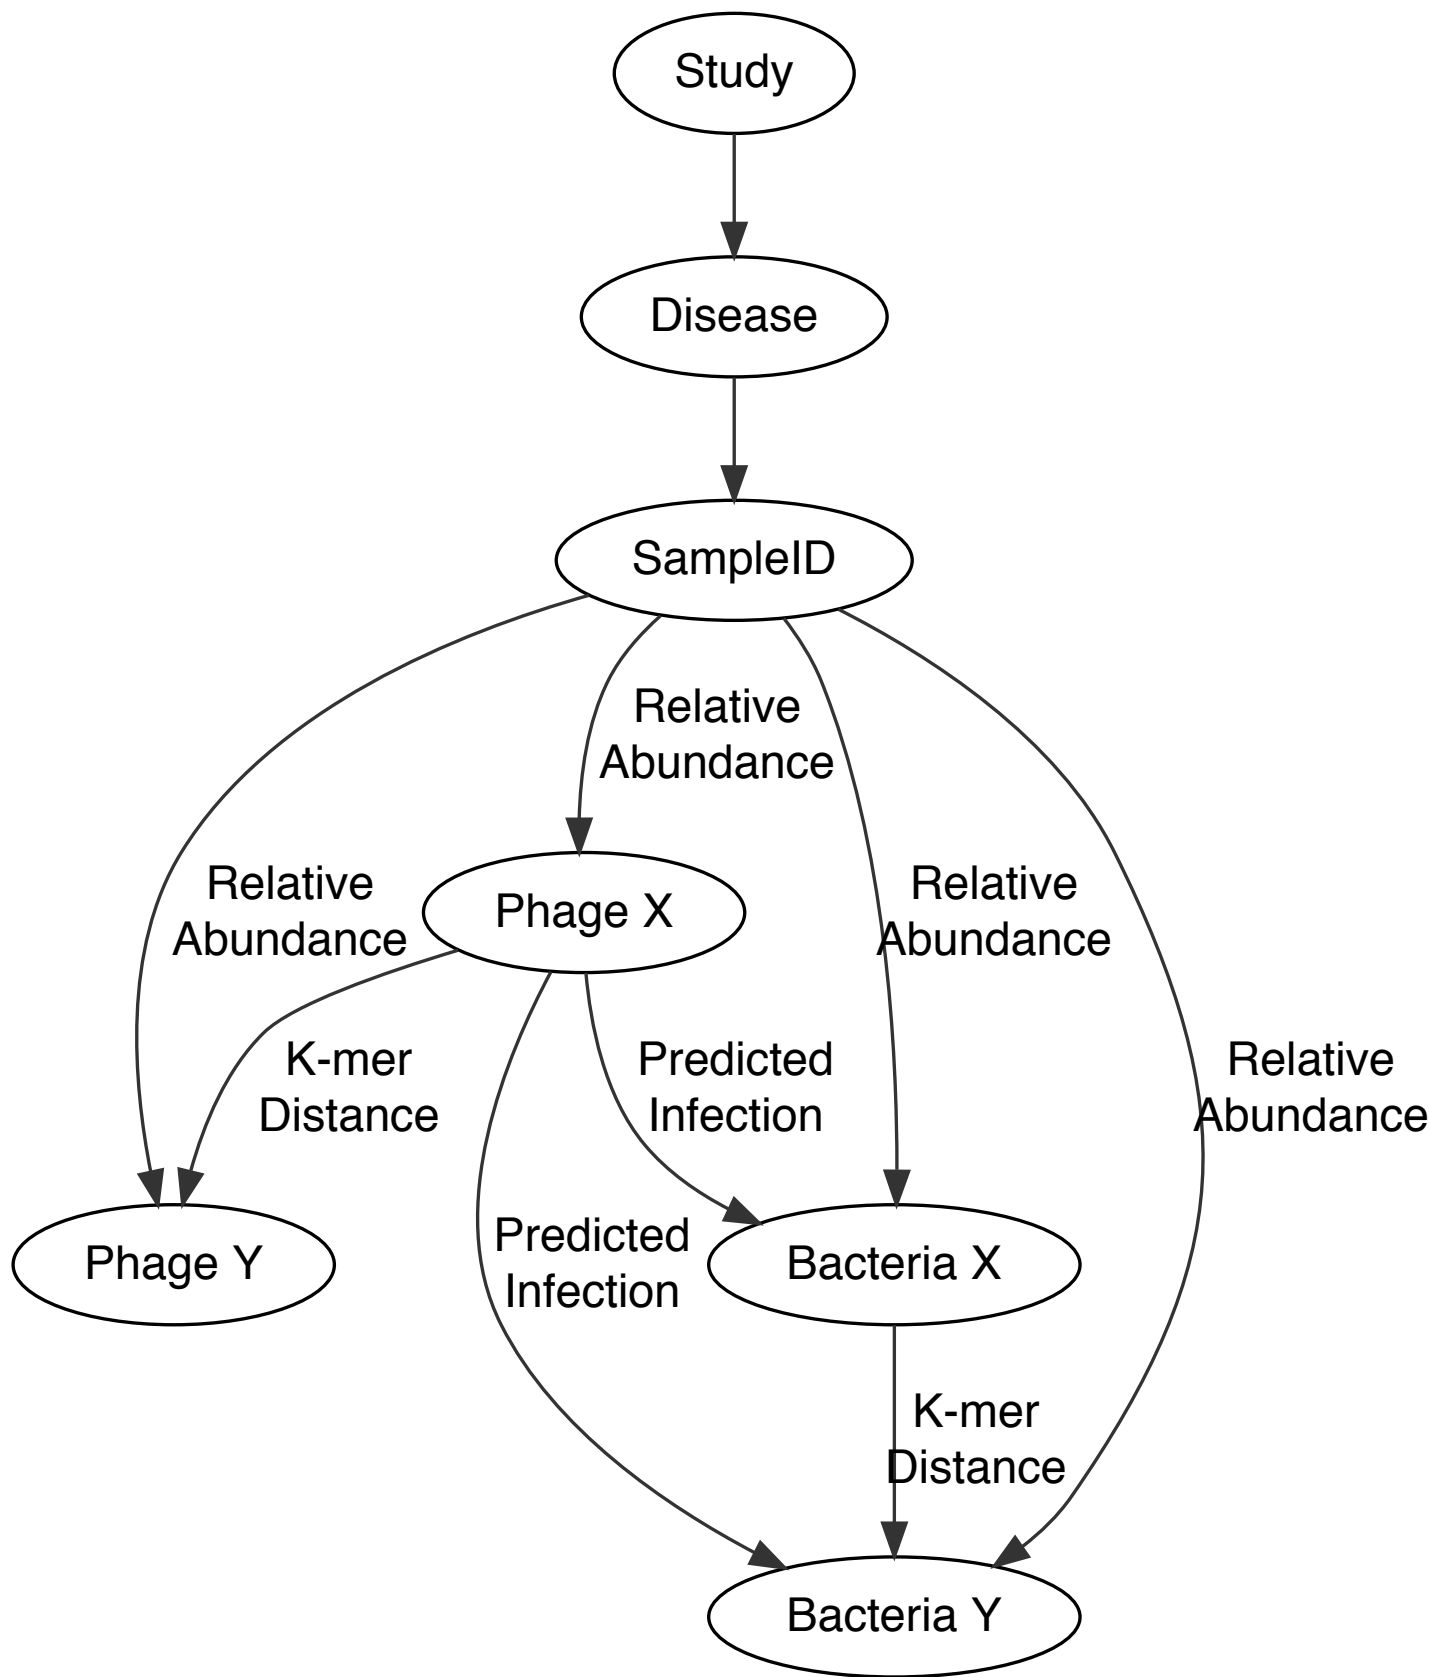 Study
Disease
SampleID
Relative
Abundance
Relative
Abundance
Phage X
Relative
Abundance
K-mer
Distance
Predicted
Infection
Relative
Abundance
Phage Y
Predicted
Infection
Bacteria X
K-mer
Distance
Bacteria Y